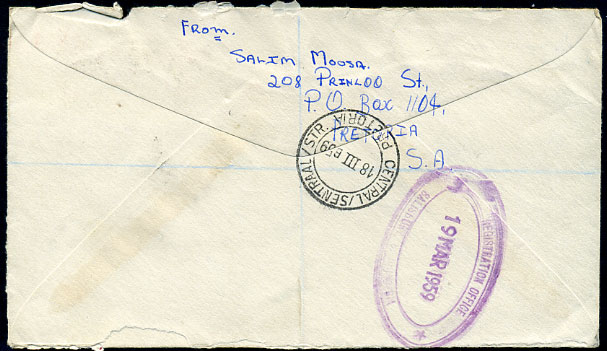 From.
SALIM MOOSA.
208 PRINLOO St.,
P.O. Box 1104,
PRETORIA
S.A.
CENTRAL/SENTRAAL/STR.
PRETORIA
18 III 59
REGISTRATION OFFICE
19 MAR 1959